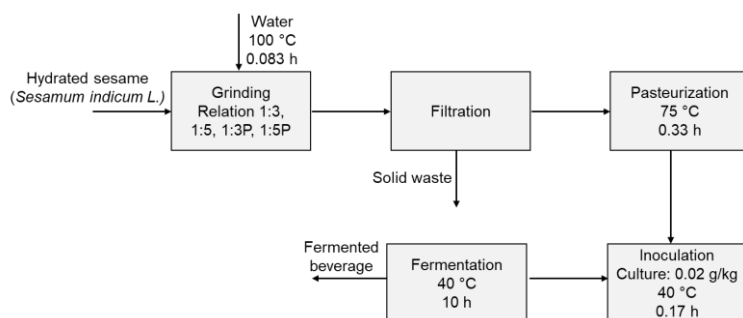 Water
100 °C
0.083 h
Hydrated sesame
(Sesamum indicum L.)
Grinding
Relation 1:3,
1:5, 1:3P, 1:5P
Filtration
Pasteurization
75 °C
0.33 h
Solid waste
Fermented
beverage
Fermentation
40 °C
10 h
Inoculation
Culture: 0.02 g/kg
40 °C
0.17 h